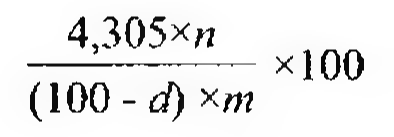 4,305×n
(100 - d) ×m
×100